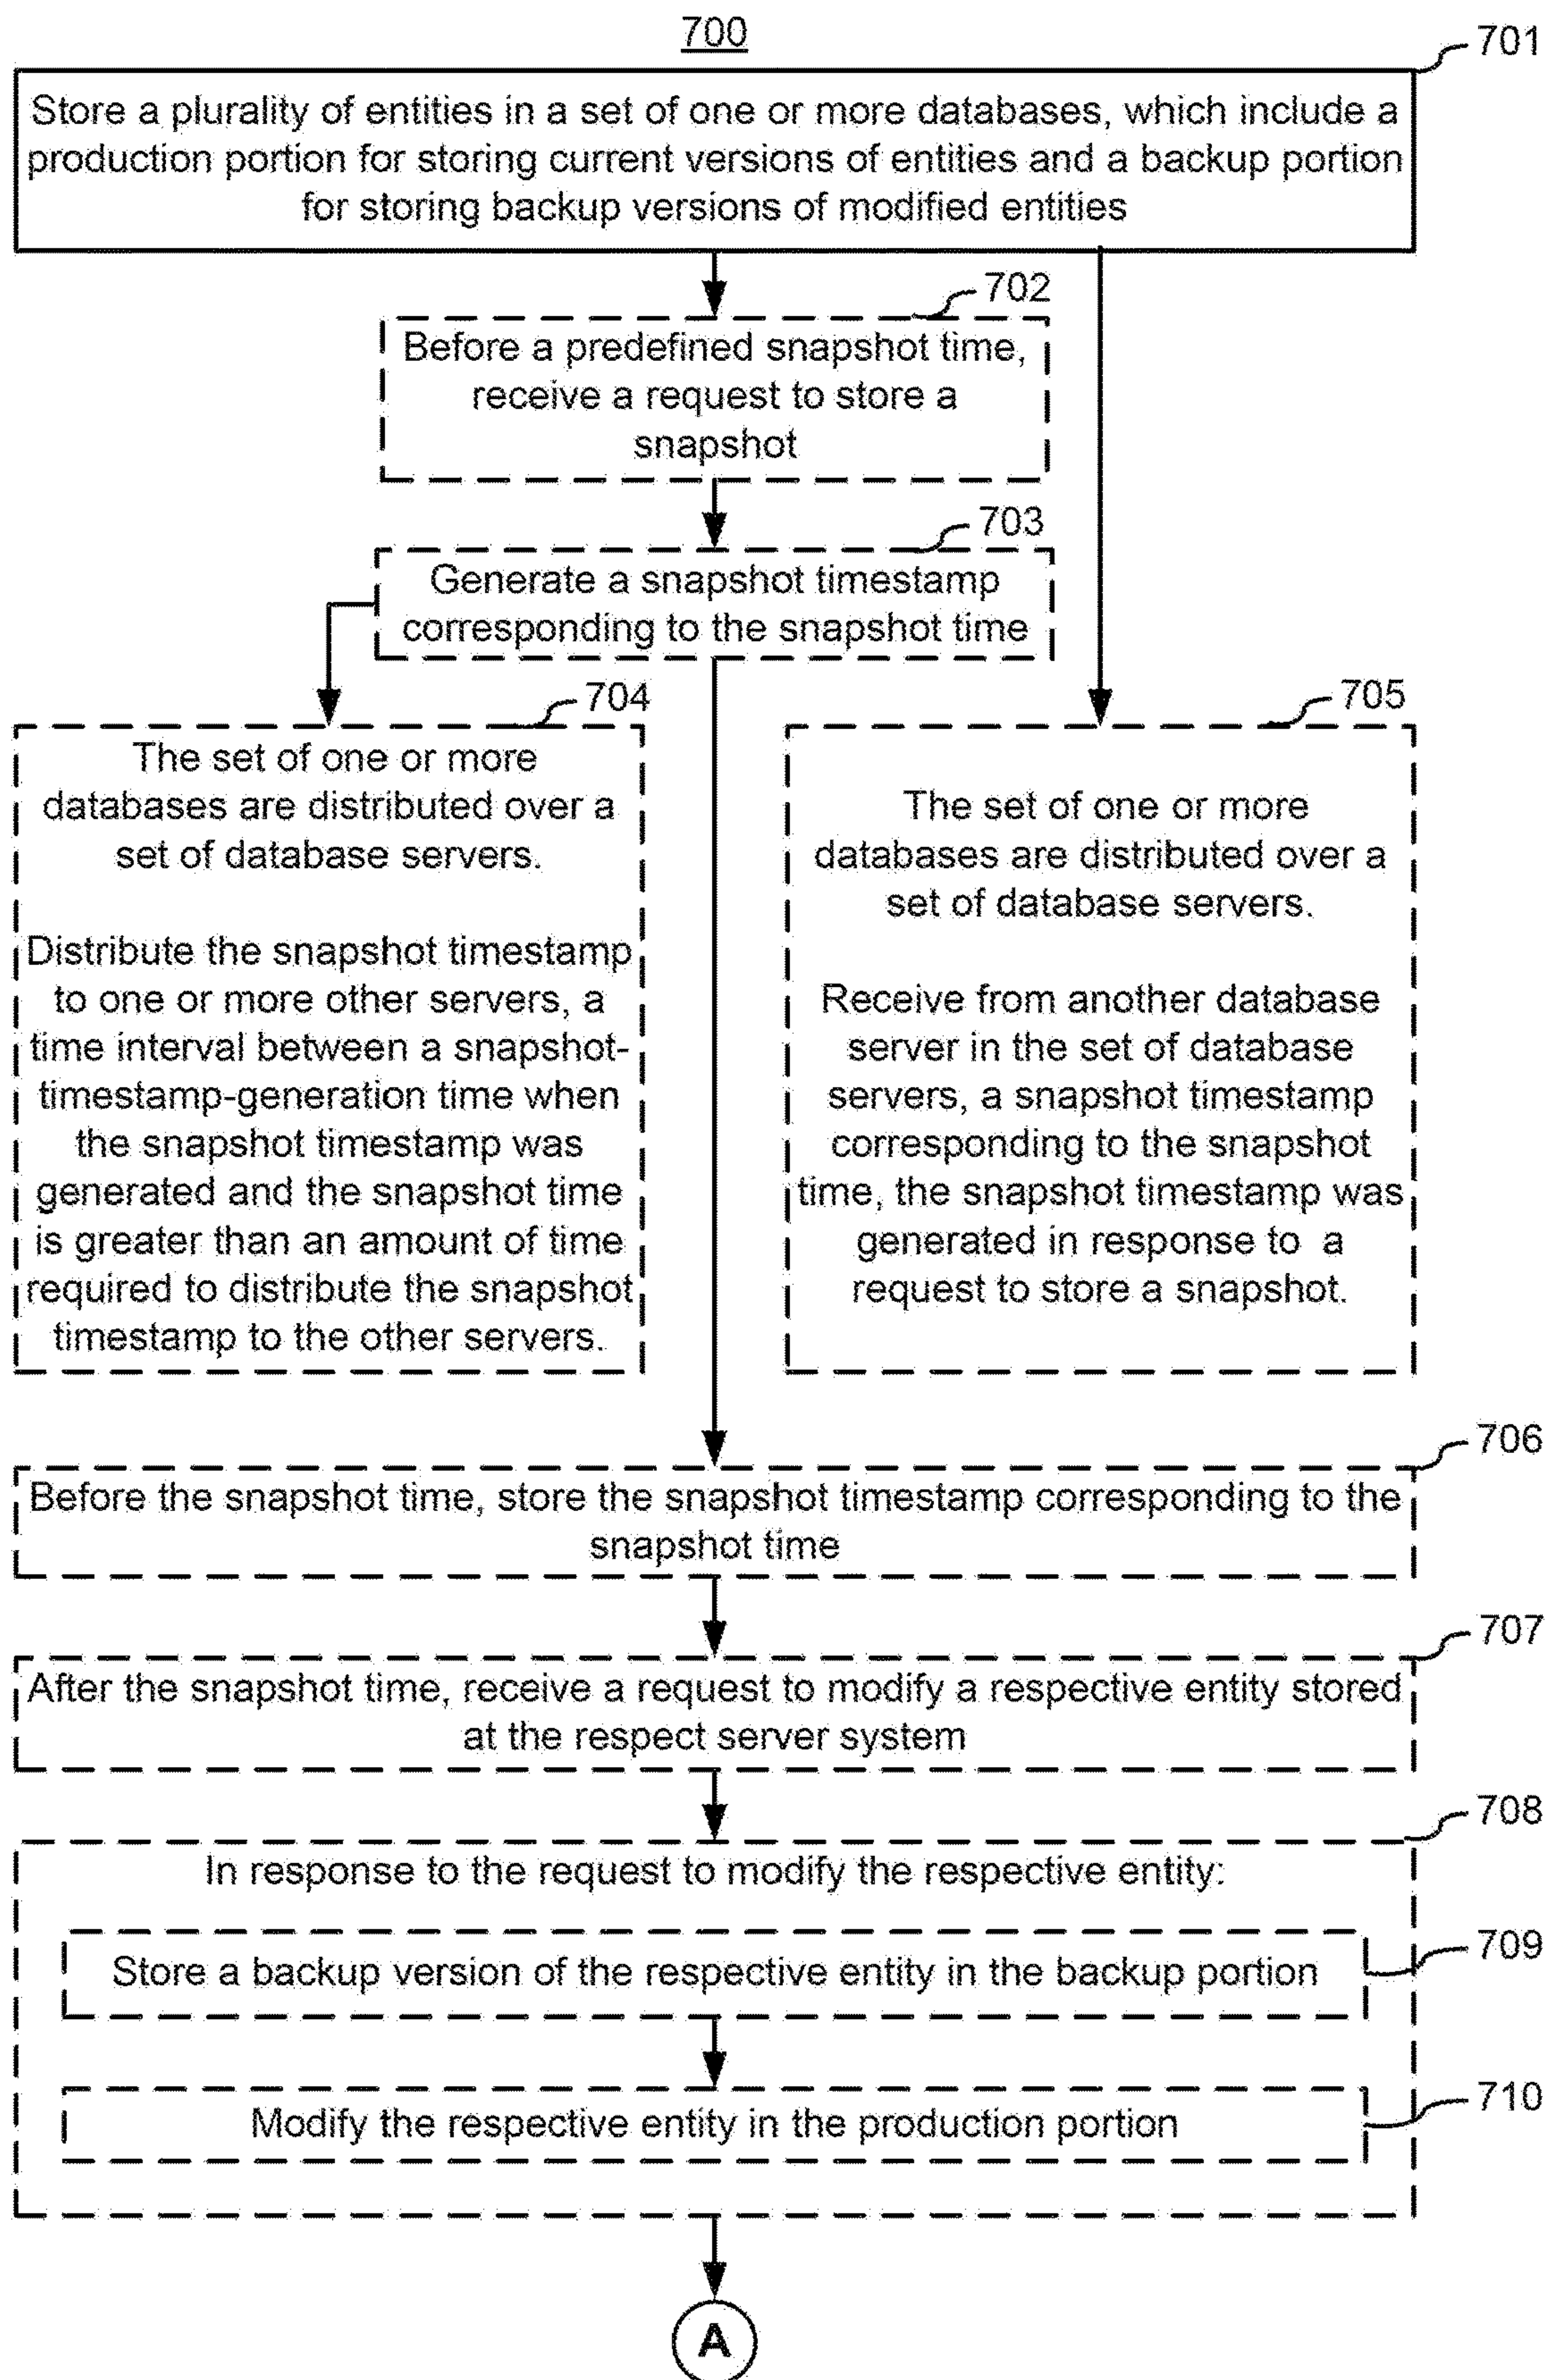 700
701
Store a plurality of entities in a set of one or more databases, which include a
production portion for storing current versions of entities and a backup portion
for storing backup versions of modified entities
702
Before a predefined snapshot time,
receive a request to store a
snapshot
703
Generate a snapshot timestamp
corresponding to the snapshot time
704
The set of one or more
databases are distributed over a
set of database servers.
Distribute the snapshot timestamp
to one or more other servers, a
time interval between a snapshot-
timestamp-generation time when
the snapshot timestamp was
generated and the snapshot time
is greater than an amount of time
required to distribute the snapshot
timestamp to the other servers.
705
The set of one or more
databases are distributed over a
set of database servers.
Receive from another database
server in the set of database
servers, a snapshot timestamp
corresponding to the snapshot
time, the snapshot timestamp was
generated in response to a
request to store a snapshot.
706
Before the snapshot time, store the snapshot timestamp corresponding to the
snapshot time
707
After the snapshot time, receive a request to modify a respective entity stored
at the respect server system
708
In response to the request to modify the respective entity:
709
Store a backup version of the respective entity in the backup portion
710
Modify the respective entity in the production portion
A